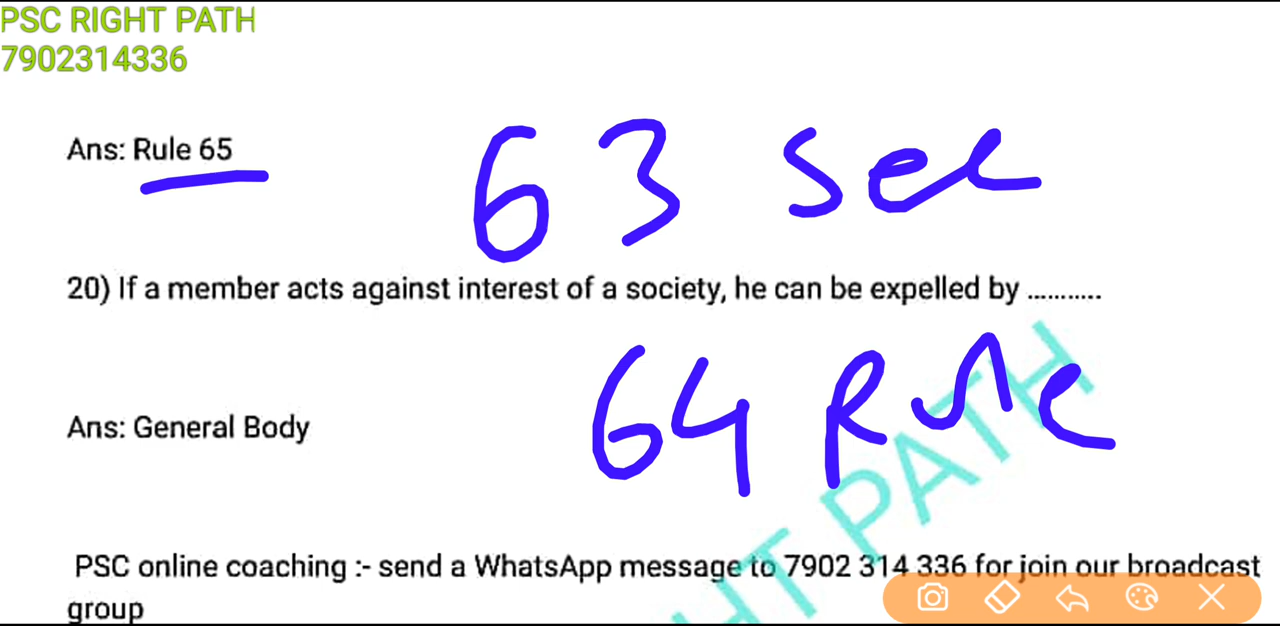 PSC RIGHT PATH
7902314336
Ans: Rule 65
63 Sec
20) If a member acts against interest of a society, he can be expelled by ...........
64 Rule
Ans: General Body
RIGHT PATH
PSC online coaching :- send a WhatsApp message to 7902 314 336 for join our broadcast
group